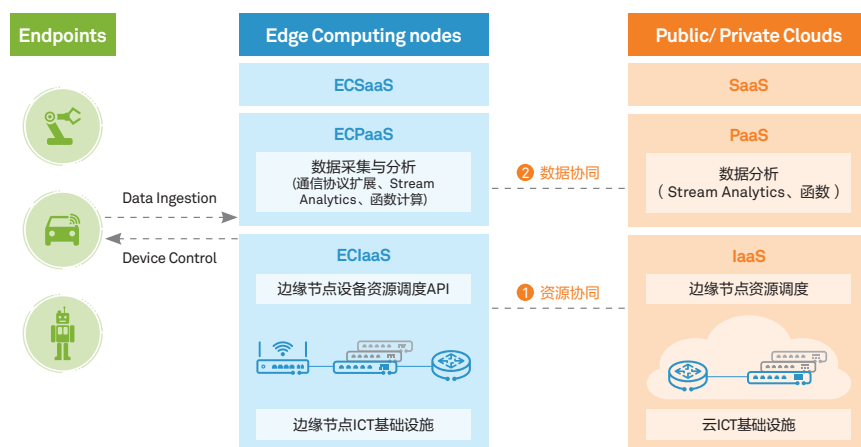 Endpoints
Edge Computing nodes
Public/ Private Clouds
ECSaaS
SaaS
ECPaaS
PaaS
数据采集与分析
(通信协议扩展、Stream
Analytics、函数计算)
❷ 数据协同
数据分析
( Stream Analytics、函数 )
Data Ingestion
Device Control
ECIaaS
IaaS
边缘节点设备资源调度API
❶ 资源协同
边缘节点资源调度
边缘节点ICT基础设施
云ICT基础设施